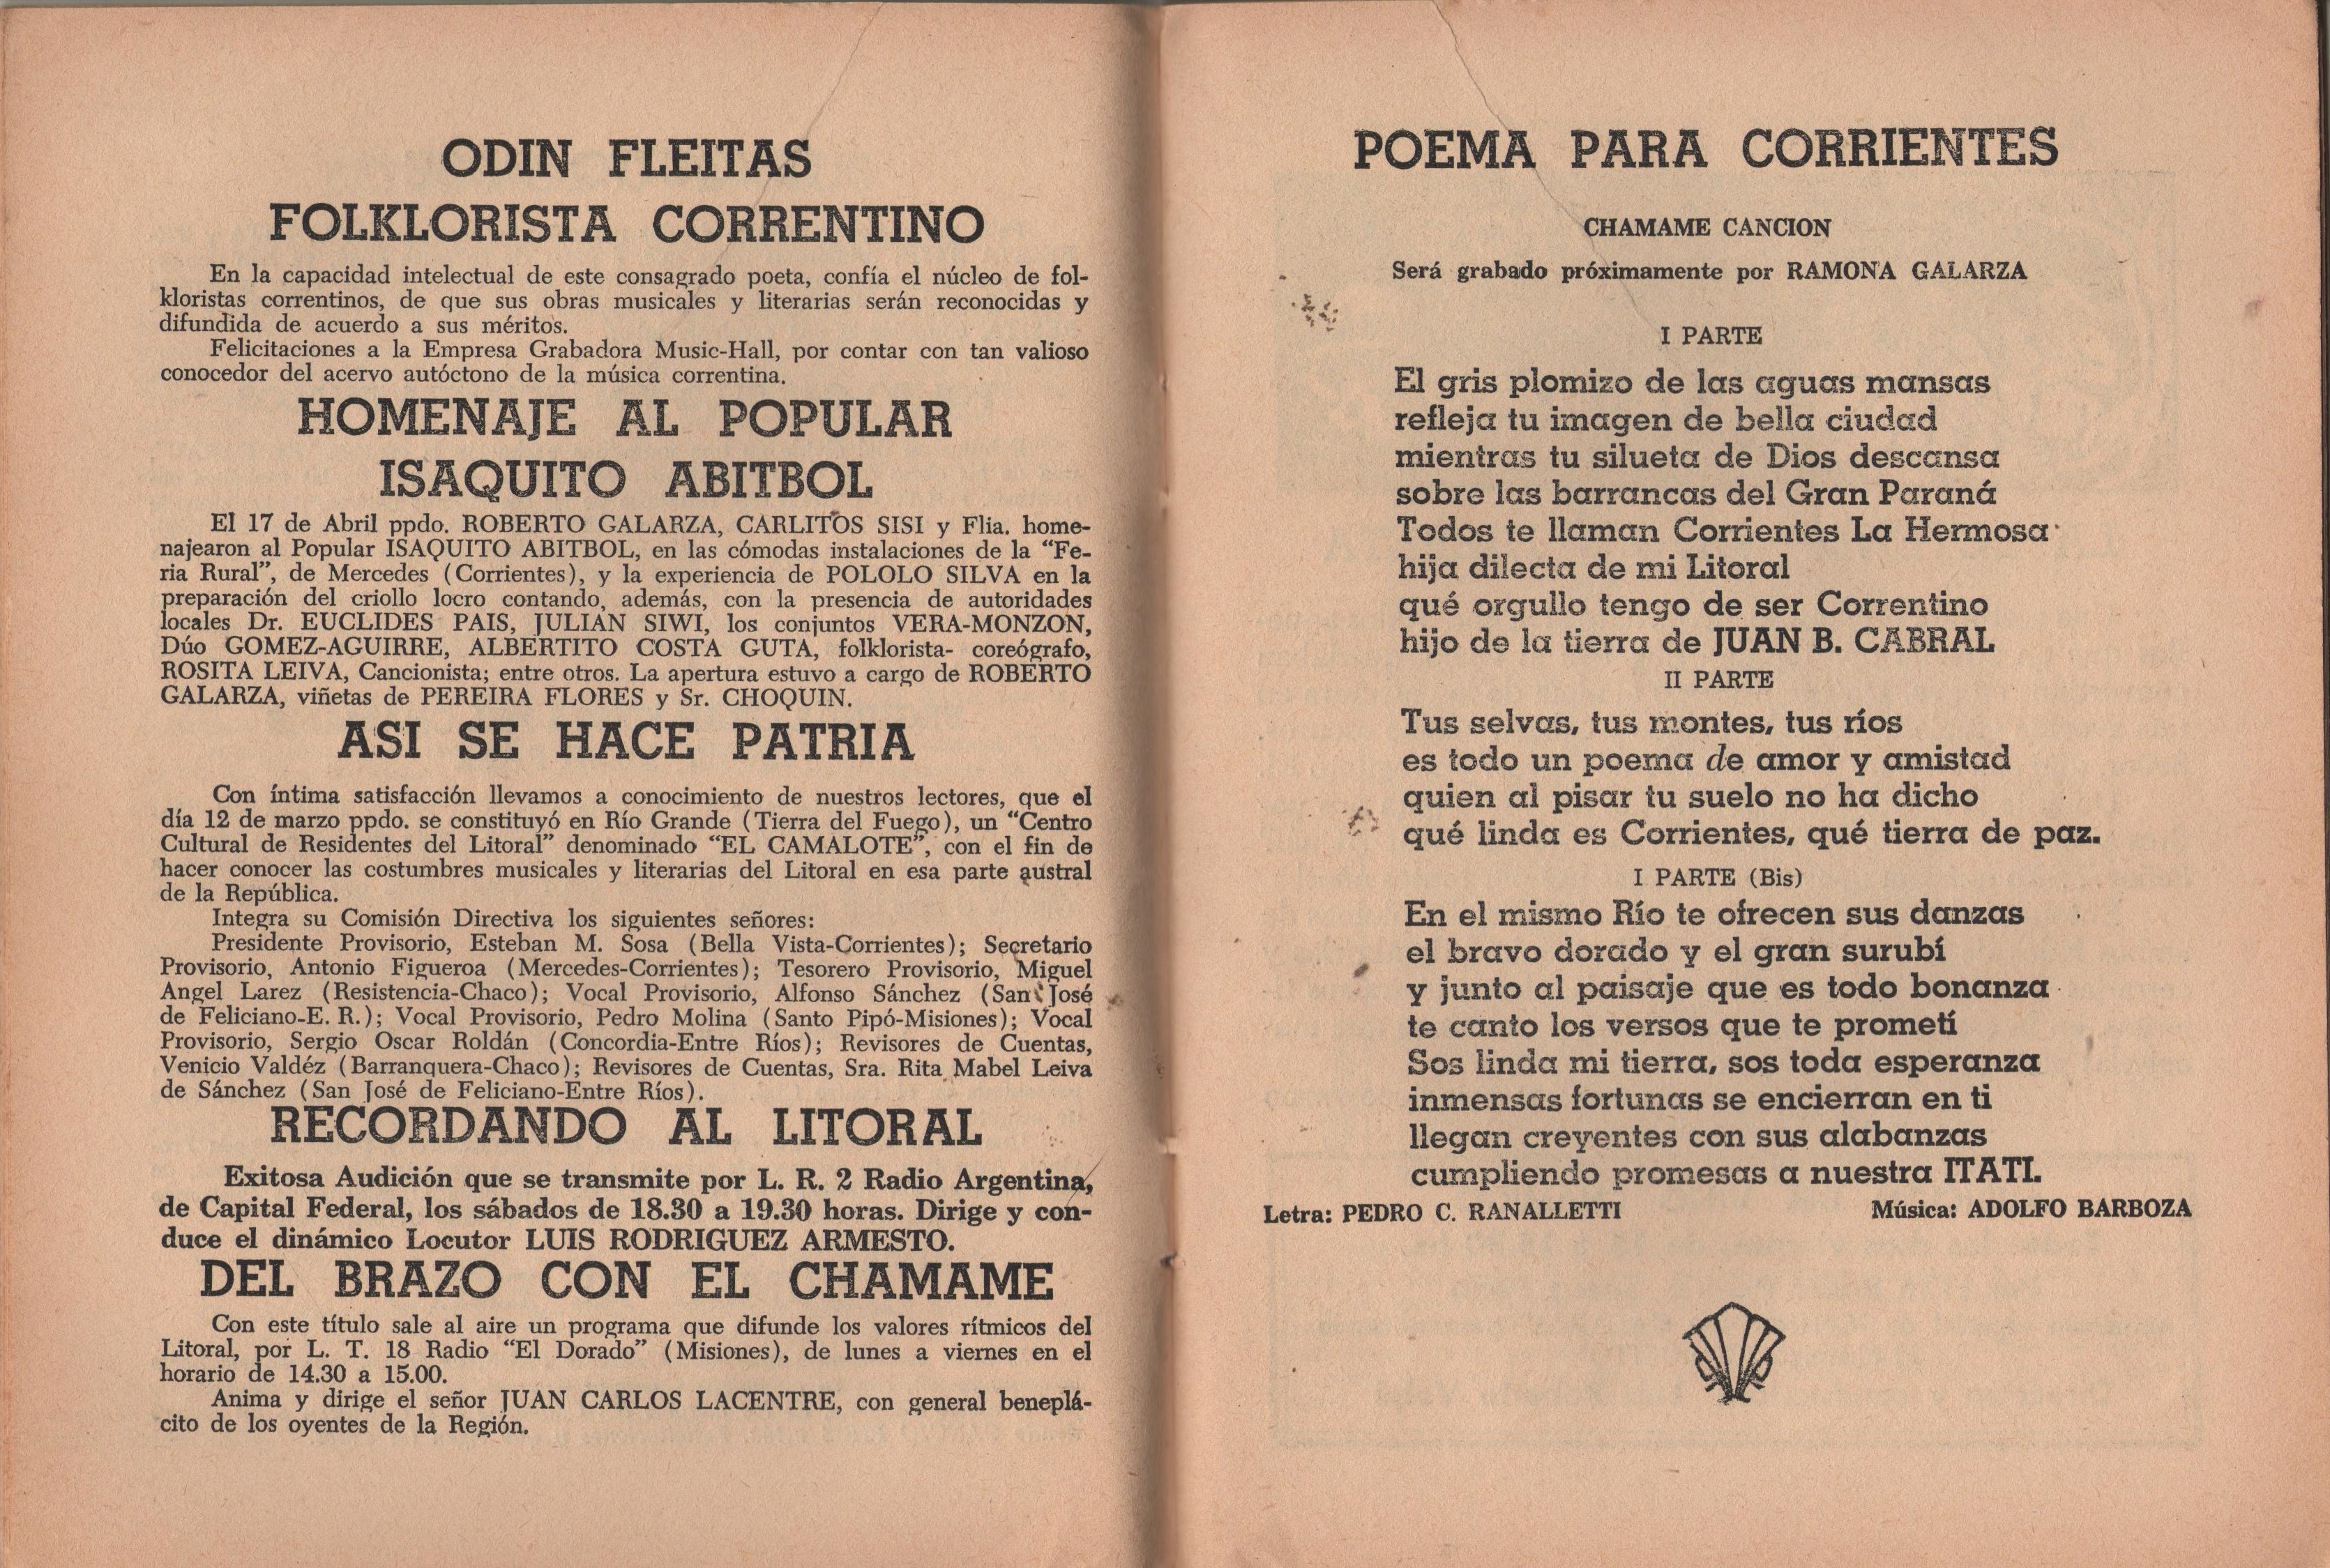 ODIN FLEITAS
FOLKLORISTA CORRENTINO
En la capacidad intelectual de este consagrado poeta, confía el núcleo de fol-
kloristas correntinos, de que sus obras musicales y literarias serán reconocidas y
difundida de acuerdo a sus méritos.
Felicitaciones a la Empresa Grabadora Music-Hall, por contar con tan valioso
conocedor del acervo autóctono de la música correntina.
HOMENAJE AL POPULAR
ISAQUITO ABITBOL
El 17 de Abril ppdo. ROBERTO GALARZA, CARLITOS SISI y Flia. home-
najearon al Popular ISAQUITO ABITBOL, en las cómodas instalaciones de la “Fe-
ria Rural”, de Mercedes (Corrientes), y la experiencia de POLOLO SILVA en la
preparación del criollo locro contando, además, con la presencia de autoridades
locales Dr. EUCLIDES PAIS, JULIAN SIWI, los conjuntos VERA-MONZON,
Dúo GOMEZ-AGUIRRE, ALBERTITO COSTA GUTA, folklorista- coreógrafo,
ROSITA LEIVA, Cancionista; entre otros. La apertura estuvo a cargo de ROBERTO
GALARZA, viñetas de PEREIRA FLORES y Sr. CHOQUIN.
ASI SE HACE PATRIA
Con íntima satisfacción llevamos a conocimiento de nuestros lectores, que el
día 12 de marzo ppdo. se constituyó en Río Grande (Tierra del Fuego), un “Centro
Cultural de Residentes del Litoral” denominado “EL CAMALOTE”, con el fin de
hacer conocer las costumbres musicales y literarias del Litoral en esa parte austral
de la República.
Integra su Comisión Directiva los siguientes señores:
Presidente Provisorio, Esteban M. Sosa (Bella Vista-Corrientes); Secretario
Provisorio, Antonio Figueroa (Mercedes-Corrientes); Tesorero Provisorio, Miguel
Angel Larez (Resistencia-Chaco); Vocal Provisorio, Alfonso Sánchez (San José
de Feliciano-E. R.); Vocal Provisorio, Pedro Molina (Santo Pipó-Misiones); Vocal
Provisorio, Sergio Oscar Roldán (Concordia-Entre Ríos); Revisores de Cuentas,
Venicio Valdéz (Barranquera-Chaco); Revisores de Cuentas, Sra. Rita Mabel Leiva
de Sánchez (San José de Feliciano-Entre Ríos).
RECORDANDO AL LITORAL
Exitosa Audición que se transmite por L. R. 2 Radio Argentina,
de Capital Federal, los sábados de 18.30 a 19.30 horas. Dirige y con-
duce el dinámico Locutor LUIS RODRIGUEZ ARMESTO.
DEL BRAZO CON EL CHAMAME
Con este título sale al aire un programa que difunde los valores rítmicos del
Litoral, por L. T. 18 Radio “El Dorado” (Misiones), de lunes a viernes en el
horario de 14.30 a 15.00.
Anima y dirige el señor JUAN CARLOS LACENTRE, con general beneplá-
cito de los oyentes de la Región.
POEMA PARA CORRIENTES
CHAMAME CANCION
Será grabado próximamente por RAMONA GALARZA
I PARTE
El gris plomizo de las aguas mansas
refleja tu imagen de bella ciudad
mientras tu silueta de Dios descansa
sobre las barrancas del Gran Paraná
Todos te llaman Corrientes La Hermosa
hija dilecta de mi Litoral
qué orgullo tengo de ser Correntino
hijo de la tierra de JUAN B. CABRAL
II PARTE
Tus selvas, tus montes, tus ríos
es todo un poema de amor y amistad
quien al pisar tu suelo no ha dicho
qué linda es Corrientes, qué tierra de paz.
I PARTE (Bis)
En el mismo Río te ofrecen sus danzas
el bravo dorado y el gran surubí
y junto al paisaje que es todo bonanza
te canto los versos que te prometí
Sos linda mi tierra, sos toda esperanza
inmensas fortunas se encierran en ti
llegan creyentes con sus alabanzas
cumpliendo promesas a nuestra ITATI.
Letra: PEDRO C. RANALLETTI Música: ADOLFO BARBOZA